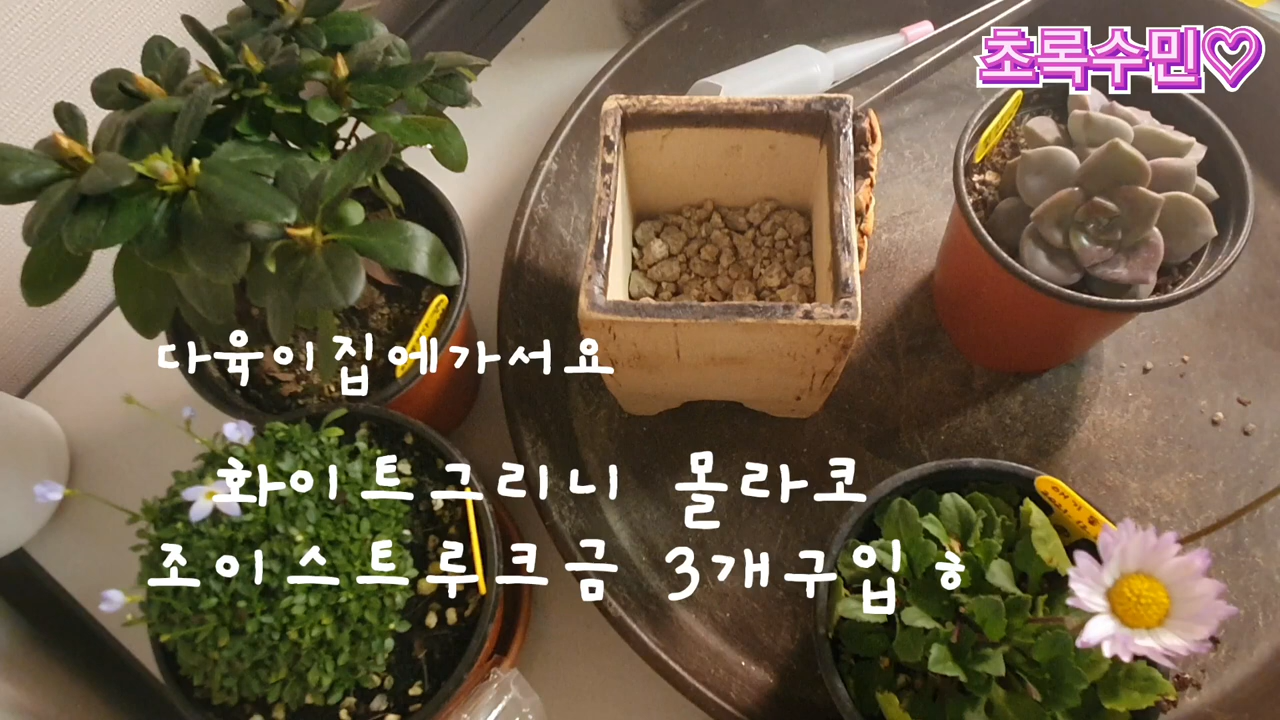 초록수민♡
다육이집에가서요
화이트그리니 몰라코
조이스트루크금 3개구입ㅎ